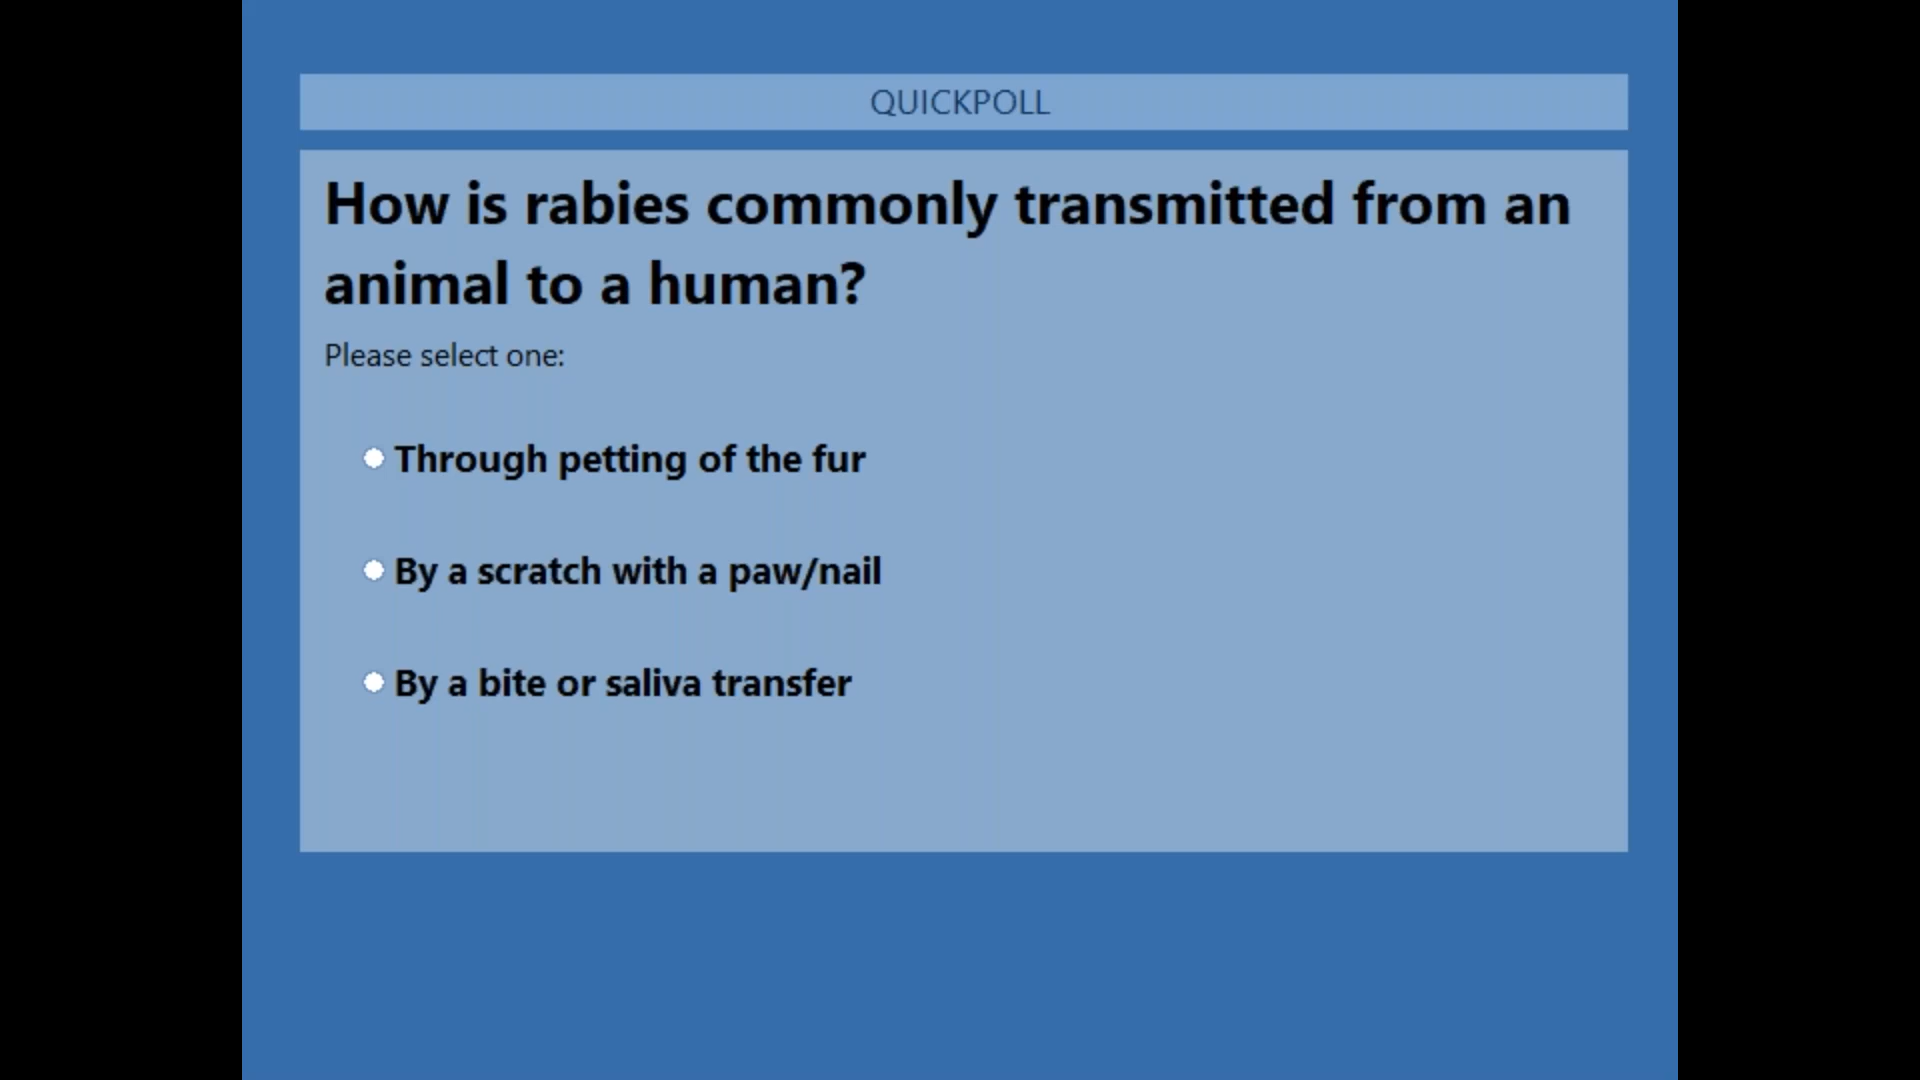 QUICKPOLL
How is rabies commonly transmitted from an
animal to a human?
Please select one:
Through petting of the fur
By a scratch with a paw/nail
By a bite or saliva transfer